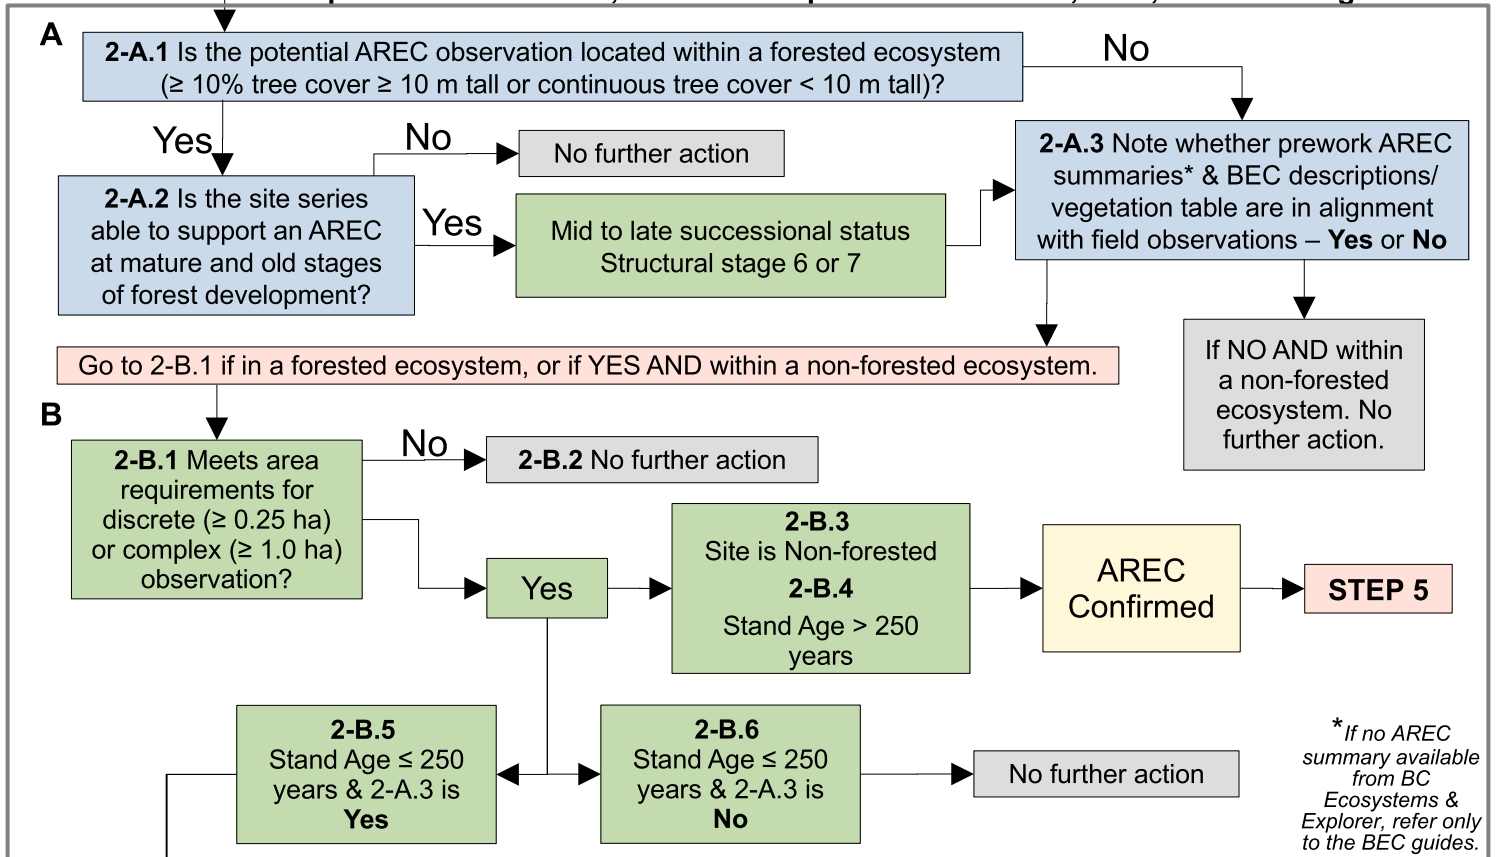 A
2-A.1 Is the potential AREC observation located within a forested ecosystem
(≥ 10% tree cover ≥ 10 m tall or continuous tree cover < 10 m tall)?
No
Yes
No
No further action
2-A.3 Note whether prework AREC
summaries* & BEC descriptions/
vegetation table are in alignment
with field observations – Yes or No
2-A.2 Is the site series
able to support an AREC
at mature and old stages
of forest development?
Yes
Mid to late successional status
Structural stage 6 or 7
If NO AND within
a non-forested
ecosystem. No
further action.
Go to 2-B.1 if in a forested ecosystem, or if YES AND within a non-forested ecosystem.
B
2-B.1 Meets area
requirements for
discrete (≥ 0.25 ha)
or complex (≥ 1.0 ha)
observation?
No
2-B.2 No further action
Yes
2-B.3
Site is Non-forested
2-B.4
Stand Age > 250
years
AREC
Confirmed
STEP 5
2-B.5
Stand Age ≤ 250
years & 2-A.3 is
Yes
2-B.6
Stand Age ≤ 250
years & 2-A.3 is
No
No further action
*If no AREC
summary available
from BC
Ecosystems &
Explorer, refer only
to the BEC guides.